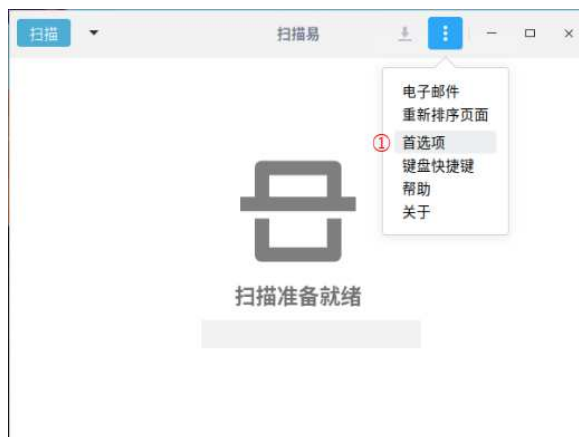 扫描
扫描易
电子邮件
重新排序页面
① 首选项
键盘快捷键
帮助
关于
扫描准备就绪